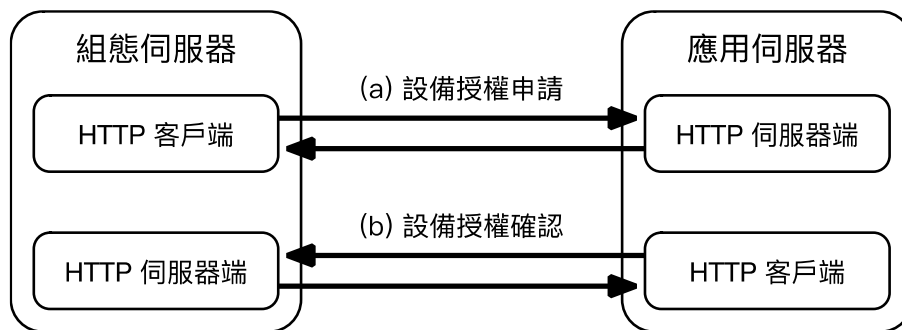 組態伺服器
應用伺服器
(a) 設備授權申請
HTTP 客戶端
HTTP 伺服器端
(b) 設備授權確認
HTTP 伺服器端
HTTP 客戶端